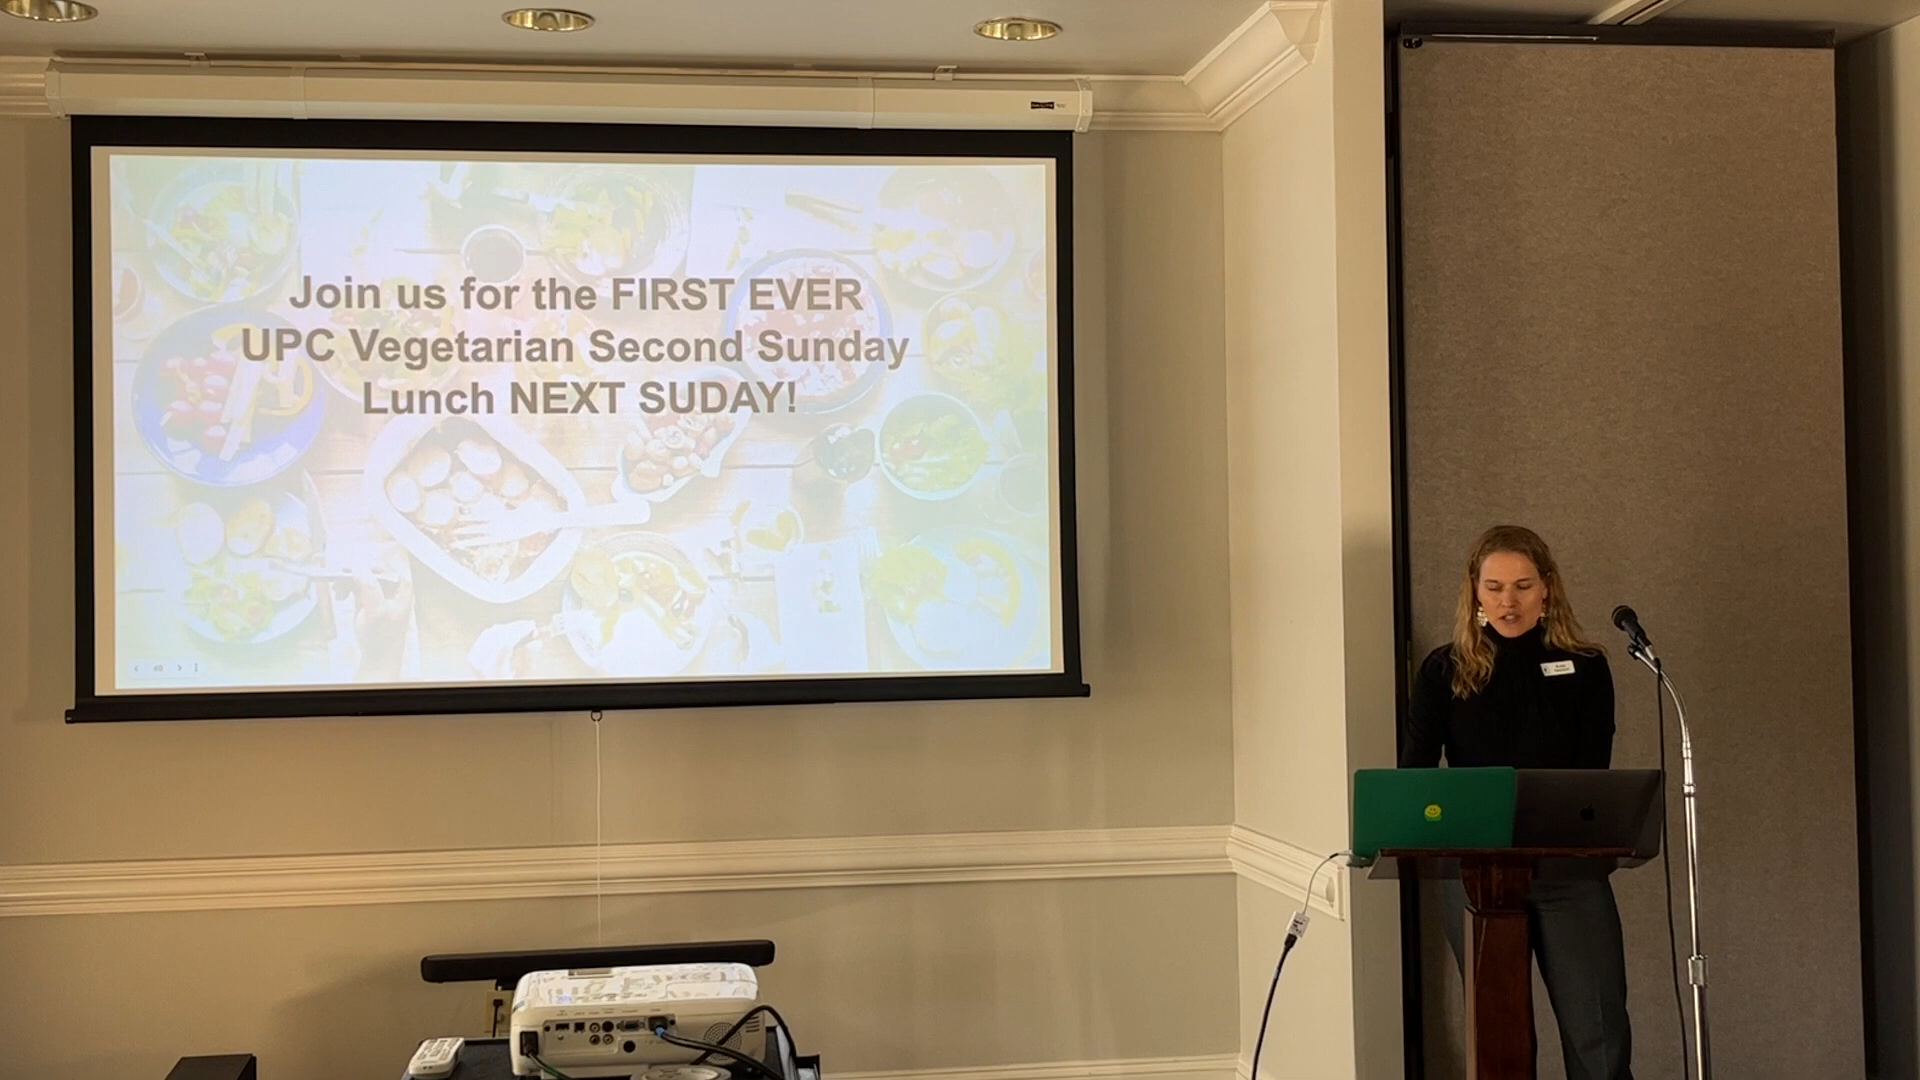 Join us for the FIRST EVER
UPC Vegetarian Second Sunday
Lunch NEXT SUDAY!